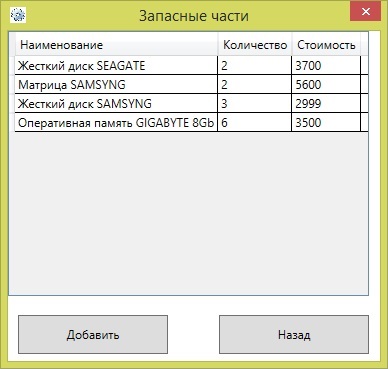 Запасные части
Наименование Количество Стоимость
Жесткий диск SEAGATE 2 3700
Матрица SAMSYNG 2 5600
Жесткий диск SAMSYNG 3 2999
Оперативная память GIGABYTE 8Gb 6 3500
Добавить Назад